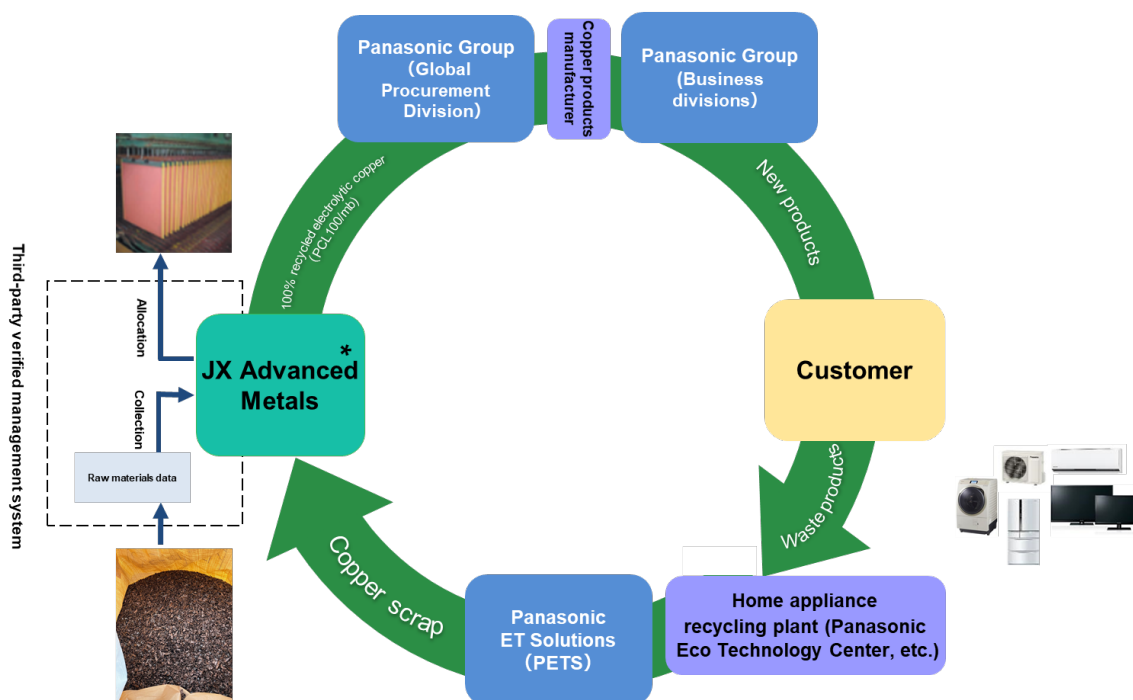 Panasonic Group
（Global
Procurement
Division）
Copper products
manufacturer
Panasonic Group
(Business
divisions）
100% recycled electrolytic copper
(PCL100/mb)
New products
Third-party verified management system
Allocation
Collection
Raw materials data
JX Advanced*
Metals
Customer
Waste products
Copper scrap
Panasonic
ET Solutions
（PETS）
Home appliance
recycling plant (Panasonic
Eco Technology Center, etc.)